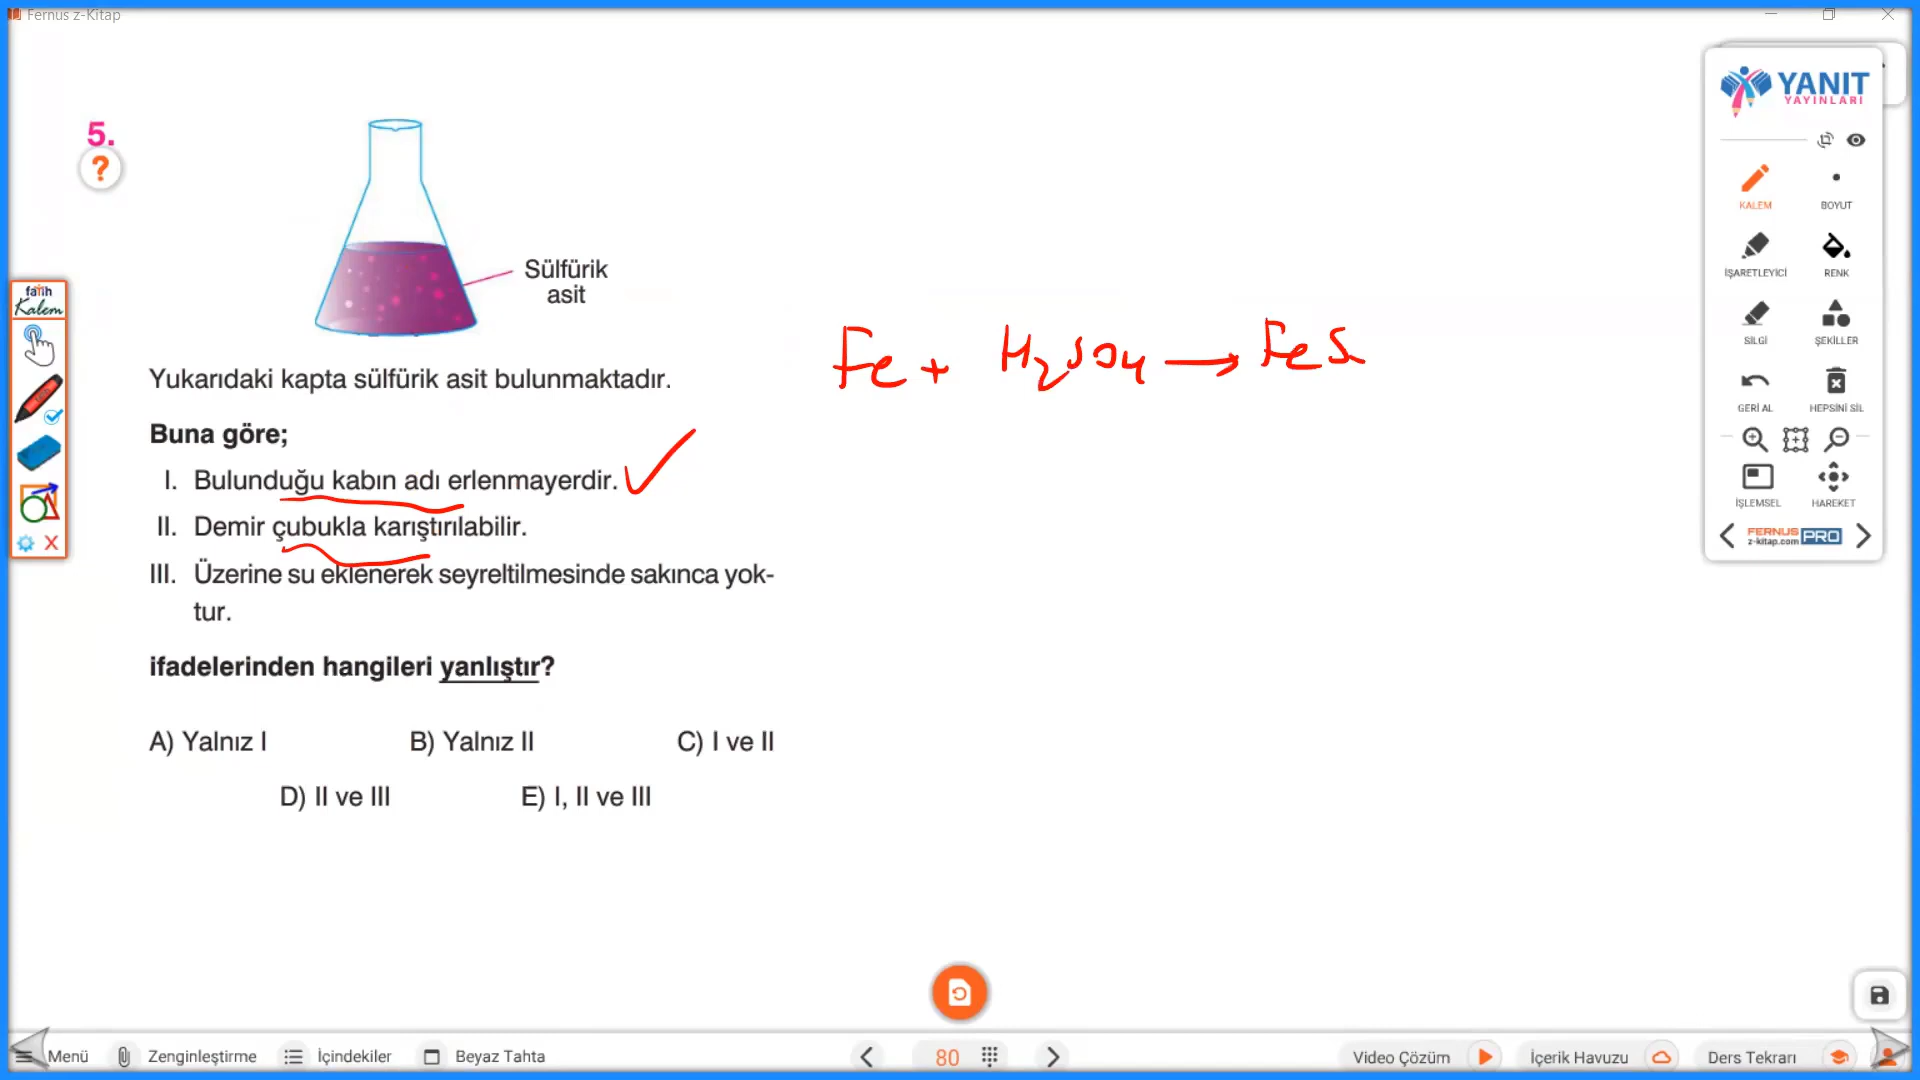 Fernus z-Kitap
YANIT
YAYINLARI
5.
?
Sülfürik
asit
fatih
Kalem
KALEM
BOYUT
İŞARETLEYİCİ
RENK
SİLGİ
ŞEKİLLER
GERİ AL
HEPSİNİ SİL
İŞLEMSEL
HAREKET
FERNUS
z-kitap.com PRO
Fe + H2SO4 → FeS
Yukarıdaki kapta sülfürik asit bulunmaktadır.
Buna göre;
I. Bulunduğu kabın adı erlenmayerdir.
II. Demir çubukla karıştırılabilir.
III. Üzerine su eklenerek seyreltilmesinde sakınca yok-
tur.
ifadelerinden hangileri yanlıştır?
A) Yalnız I B) Yalnız II C) I ve II
D) II ve III E) I, II ve III
Menü Zenginleştirme İçindekiler Beyaz Tahta 80 Video Çözüm İçerik Havuzu Ders Tekrarı